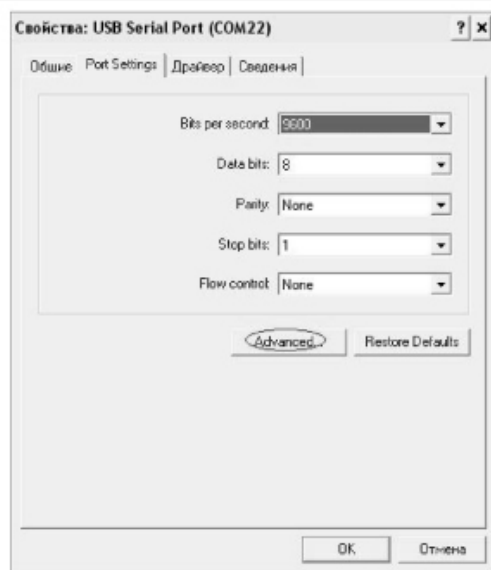 Свойства: USB Serial Port (COM22)
Общие Port Settings Драйвер Сведения
Bits per second: 9600
Data bits: 8
Parity: None
Stop bits: 1
Flow control: None
Advanced... Restore Defaults
OK Отмена